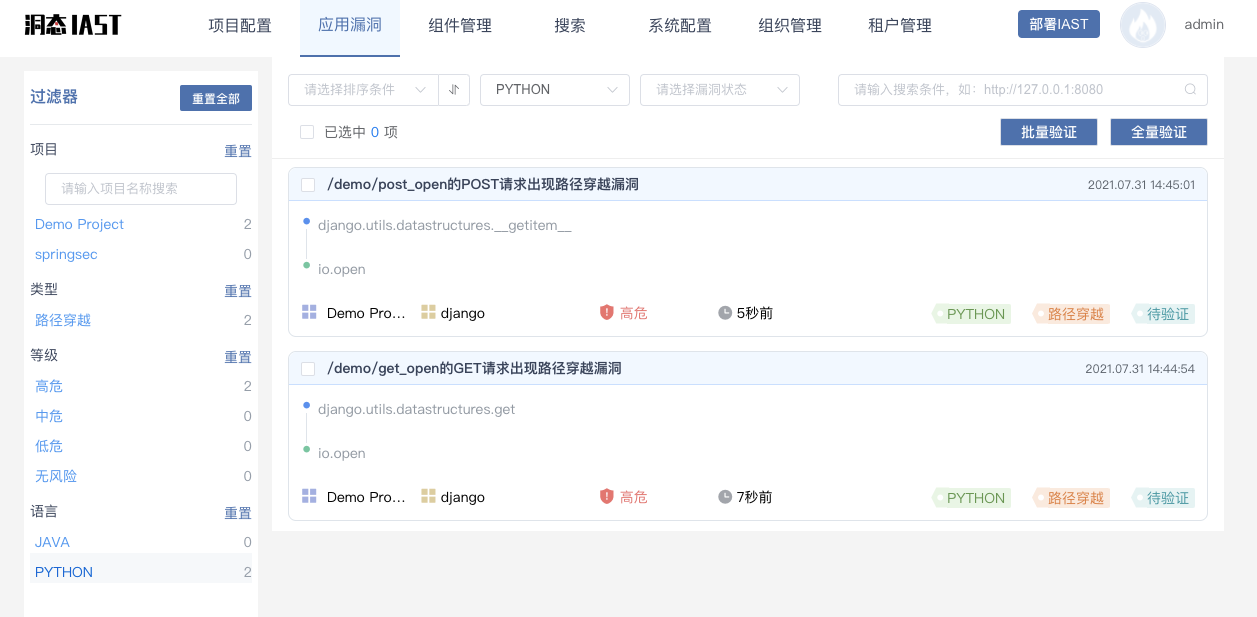 洞态 IAST 项目配置 应用漏洞 组件管理 搜索 系统配置 组织管理 租户管理 部署IAST admin
过滤器 重置全部
项目 重置
请输入项目名称搜索
Demo Project 2
springsec 0
类型 重置
路径穿越 2
等级 重置
高危 2
中危 0
低危 0
无风险 0
语言 重置
JAVA 0
PYTHON 2
请选择排序条件 PYTHON 请选择漏洞状态 请输入搜索条件，如：http://127.0.0.1:8080
已选中 0 项 批量验证 全量验证
/demo/post_open的POST请求出现路径穿越漏洞 2021.07.31 14:45:01
django.utils.datastructures.__getitem__
io.open
Demo Pro... django 高危 5秒前 PYTHON 路径穿越 待验证
/demo/get_open的GET请求出现路径穿越漏洞 2021.07.31 14:44:54
django.utils.datastructures.get
io.open
Demo Pro... django 高危 7秒前 PYTHON 路径穿越 待验证